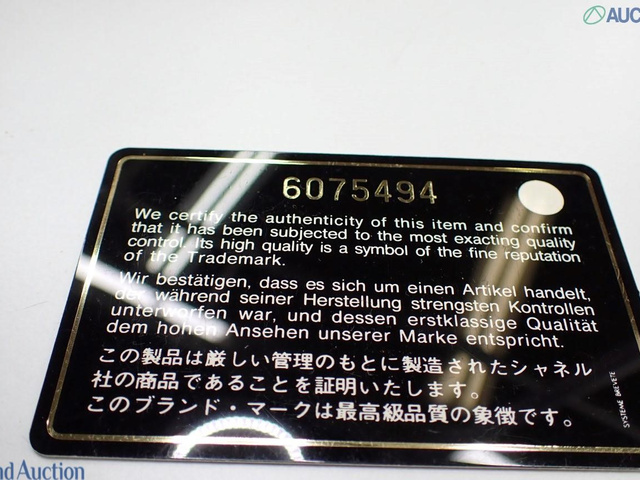 AUC
6075494
We certify the authenticity of this item and confirm
that it has been subjected to the most exacting quality
control. Its high quality is a symbol of the fine reputation
of the Trademark.
Wir bestätigen, dass es sich um einen Artikel handelt,
der während seiner Herstellung strengsten Kontrollen
unterworfen war, und dessen erstklassige Qualität
dem hohen Ansehen unserer Marke entspricht.
この製品は厳しい管理のもとに製造されたシャネル
社の商品であることを証明いたします。
このブランド・マークは最高級品質の象徴です。
SYSTEME BREVETE
nd Auction